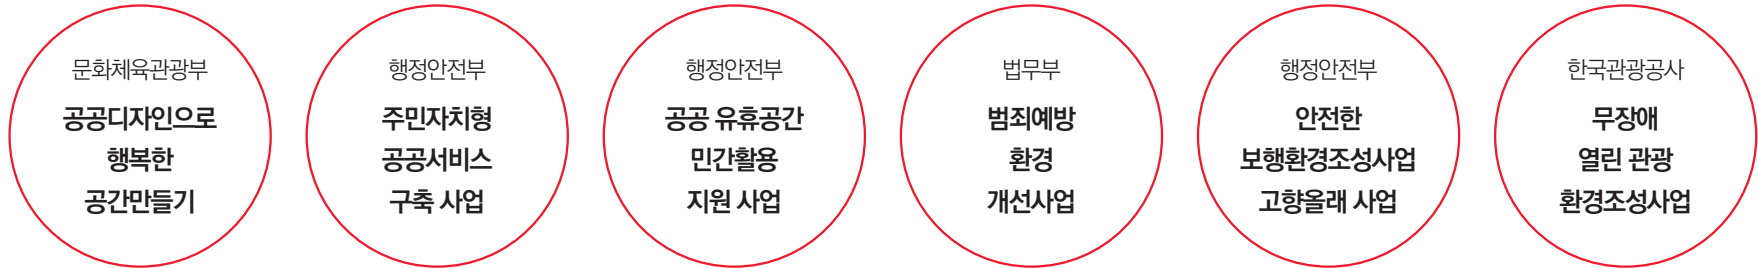 문화체육관광부
공공디자인으로
행복한
공간만들기
행정안전부
주민자치형
공공서비스
구축 사업
행정안전부
공공 유휴공간
민간활용
지원 사업
법무부
범죄예방
환경
개선사업
행정안전부
안전한
보행환경조성사업
고향올래 사업
한국관광공사
무장애
열린 관광
환경조성사업